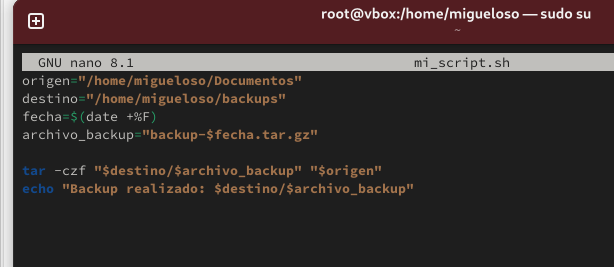 root@vbox:/home/migueloso — sudo su
~
GNU nano 8.1 mi_script.sh
origen="/home/migueloso/Documentos"
destino="/home/migueloso/backups"
fecha=$(date +%F)
archivo_backup="backup-$fecha.tar.gz"
tar -czf "$destino/$archivo_backup" "$origen"
echo "Backup realizado: $destino/$archivo_backup"